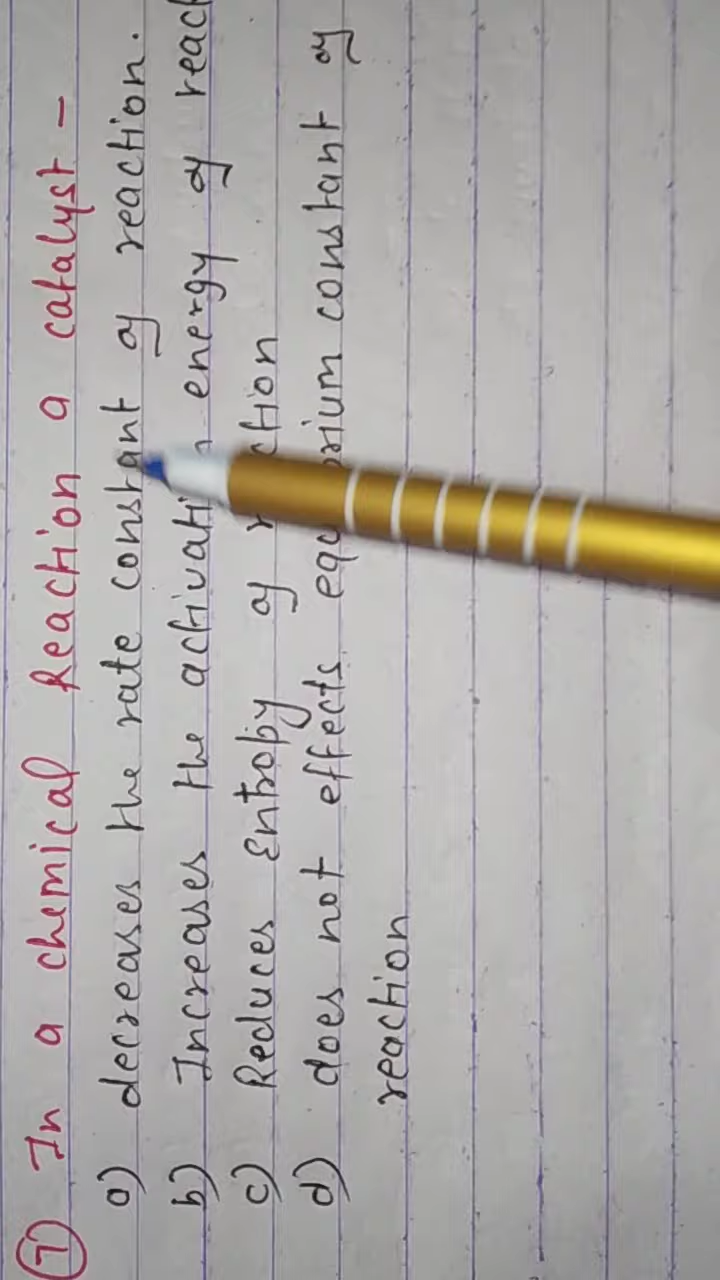 7 In a chemical Reaction a catalyst -
a) decreases the rate constant of reaction.
b) Increases the energy of
c) Reduces Entropy of
d) does not effects constant of
reaction